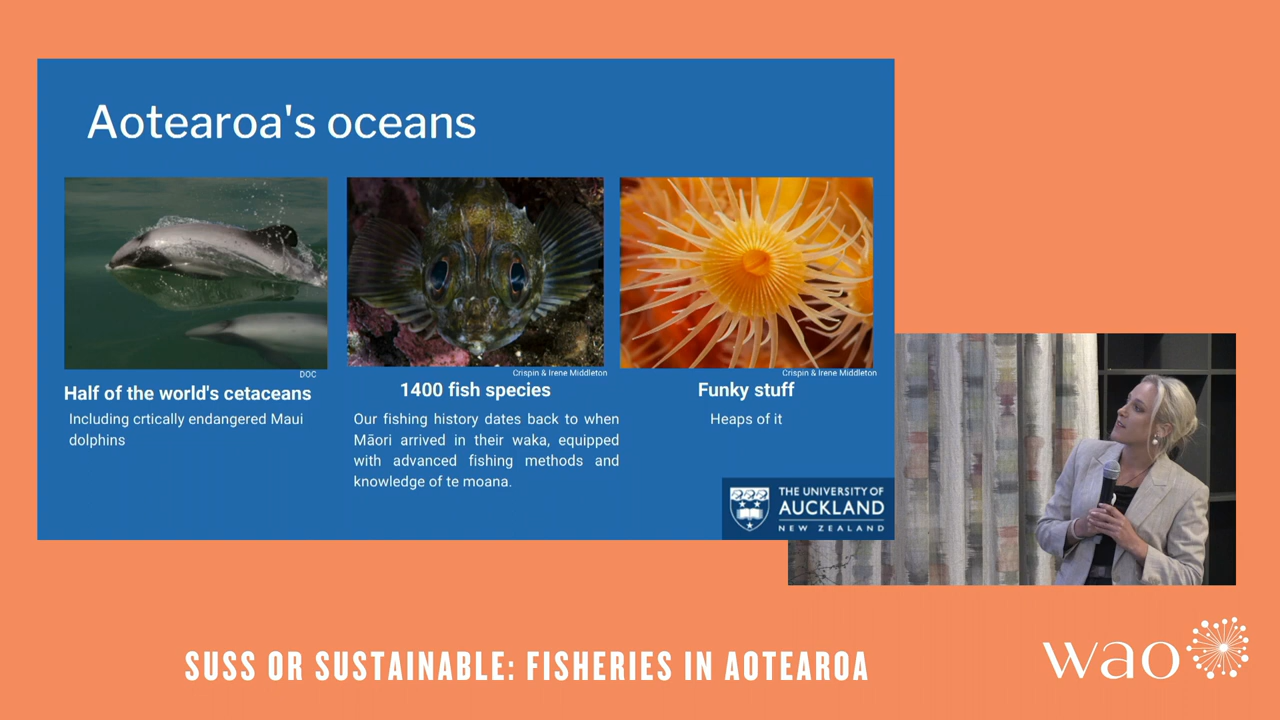 Aotearoa's oceans
DOC
Half of the world's cetaceans
Including crtically endangered Maui
dolphins
Crispin & Irene Middleton
1400 fish species
Our fishing history dates back to when
Māori arrived in their waka, equipped
with advanced fishing methods and
knowledge of te moana.
Crispin & Irene Middleton
Funky stuff
Heaps of it
THE UNIVERSITY OF
AUCKLAND
NEW ZEALAND
SUSS OR SUSTAINABLE: FISHERIES IN AOTEAROA
wao